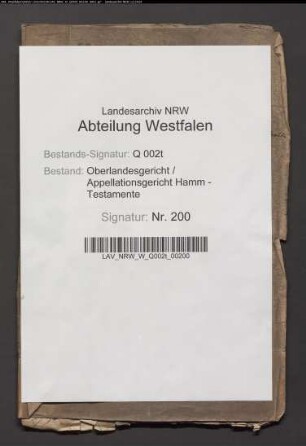 Landesarchiv NRW
Abteilung Westfalen
Bestands-Signatur: Q 002t
Bestand: Oberlandesgericht /
Appellationsgericht Hamm -
Testamente
Signatur: Nr. 200
LAV_NRW_W_Q002t_00200